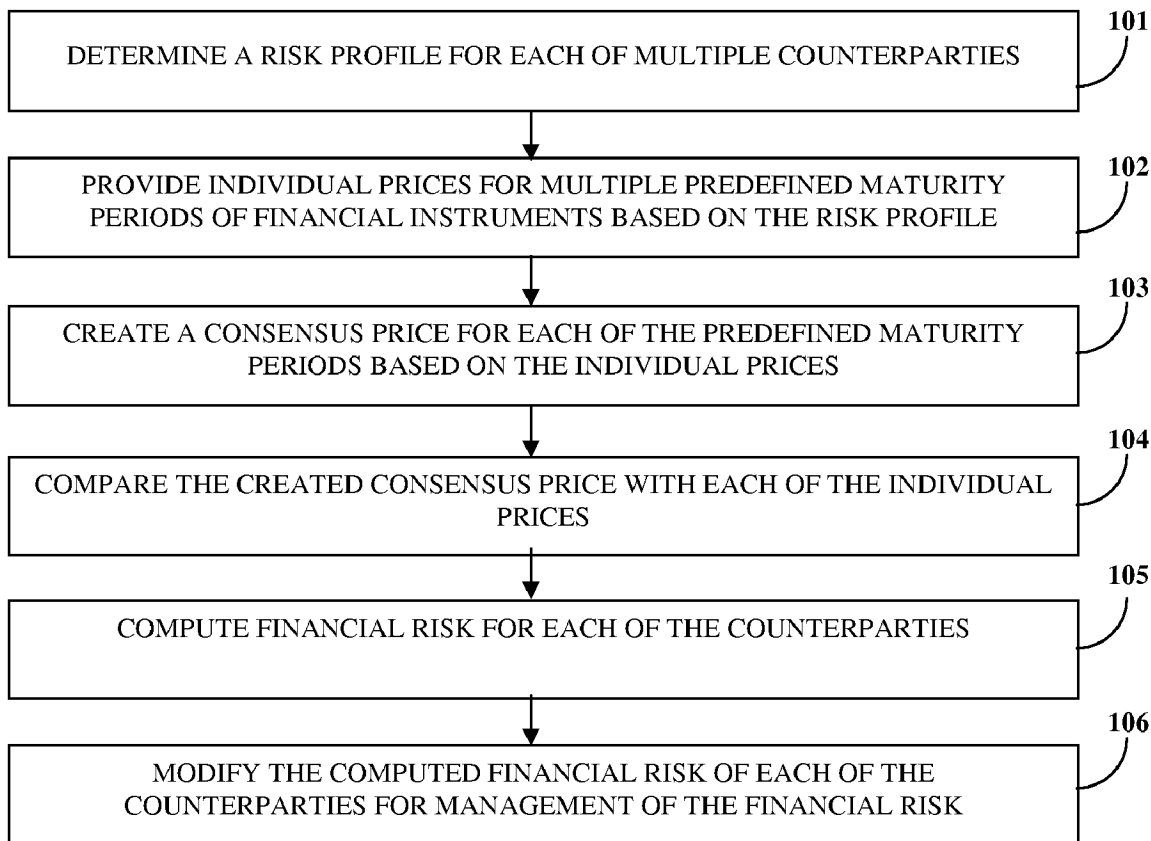 101
DETERMINE A RISK PROFILE FOR EACH OF MULTIPLE COUNTERPARTIES
102
PROVIDE INDIVIDUAL PRICES FOR MULTIPLE PREDEFINED MATURITY
PERIODS OF FINANCIAL INSTRUMENTS BASED ON THE RISK PROFILE
103
CREATE A CONSENSUS PRICE FOR EACH OF THE PREDEFINED MATURITY
PERIODS BASED ON THE INDIVIDUAL PRICES
104
COMPARE THE CREATED CONSENSUS PRICE WITH EACH OF THE INDIVIDUAL
PRICES
105
COMPUTE FINANCIAL RISK FOR EACH OF THE COUNTERPARTIES
106
MODIFY THE COMPUTED FINANCIAL RISK OF EACH OF THE
COUNTERPARTIES FOR MANAGEMENT OF THE FINANCIAL RISK